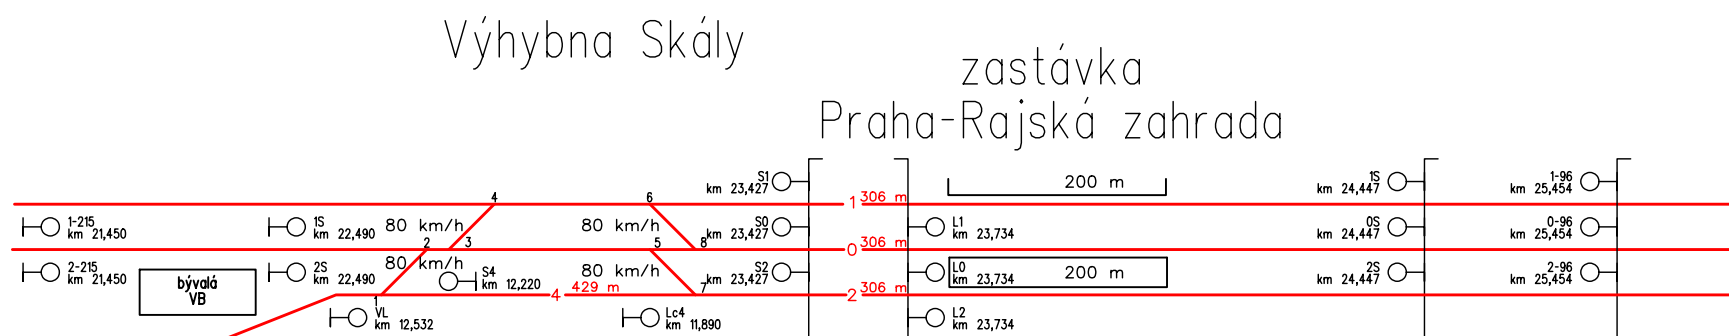 Výhybna Skály
zastávka
Praha-Rajská zahrada
S1
km 23,427
200 m
1S
km 24,447
1-96
km 25,454
4
6
1
306 m
1-215
km 21,450
1S
km 22,490
80 km/h
80 km/h
S0
km 23,427
L1
km 23,734
0S
km 24,447
0-96
km 25,454
2
3
5
8
0
306 m
2-215
km 21,450
bývalá
VB
2S
km 22,490
80 km/h
S4
km 12,220
80 km/h
S2
km 23,427
L0
km 23,734
200 m
2S
km 24,447
2-96
km 25,454
1
4
429 m
7
2
306 m
VL
km 12,532
Lc4
km 11,890
L2
km 23,734